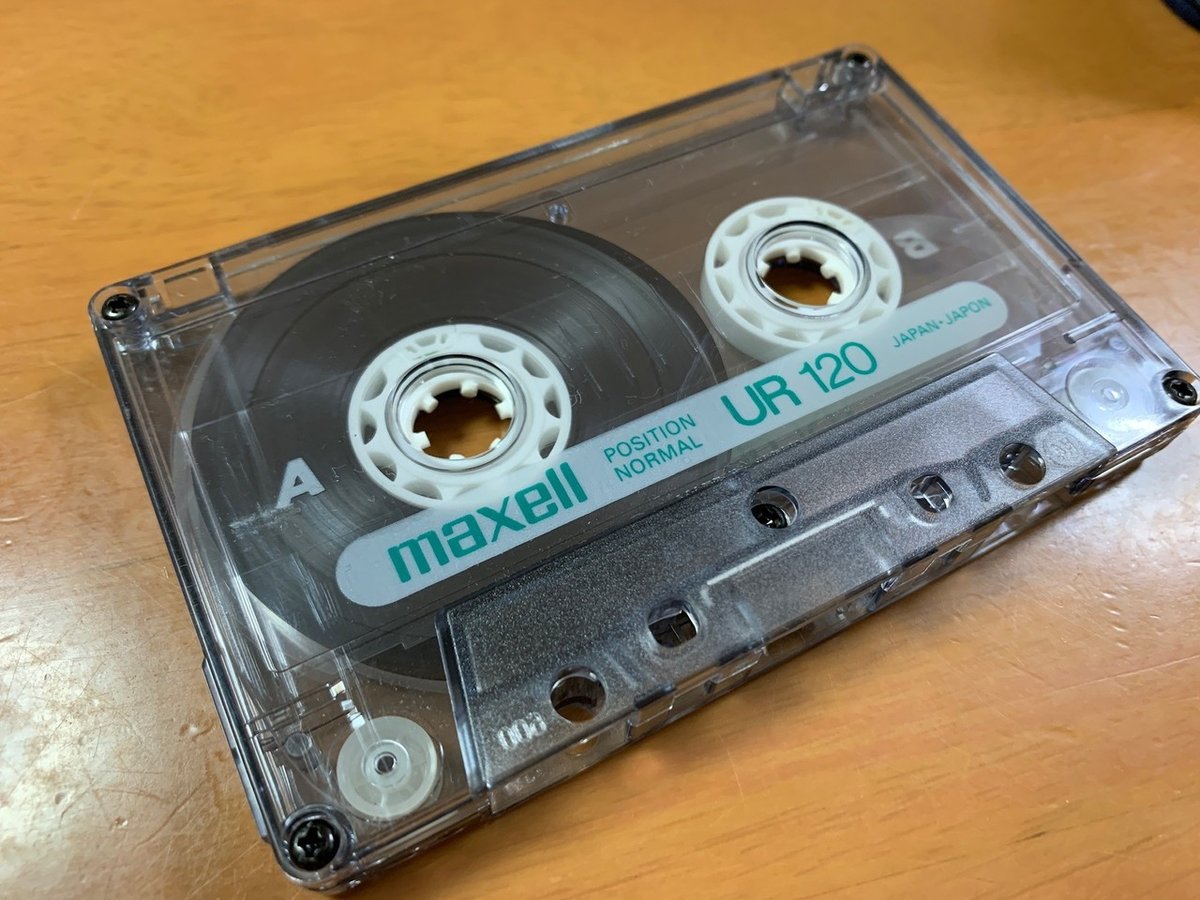 A
B
maxell
POSITION
NORMAL
UR 120
JAPAN·JAPON